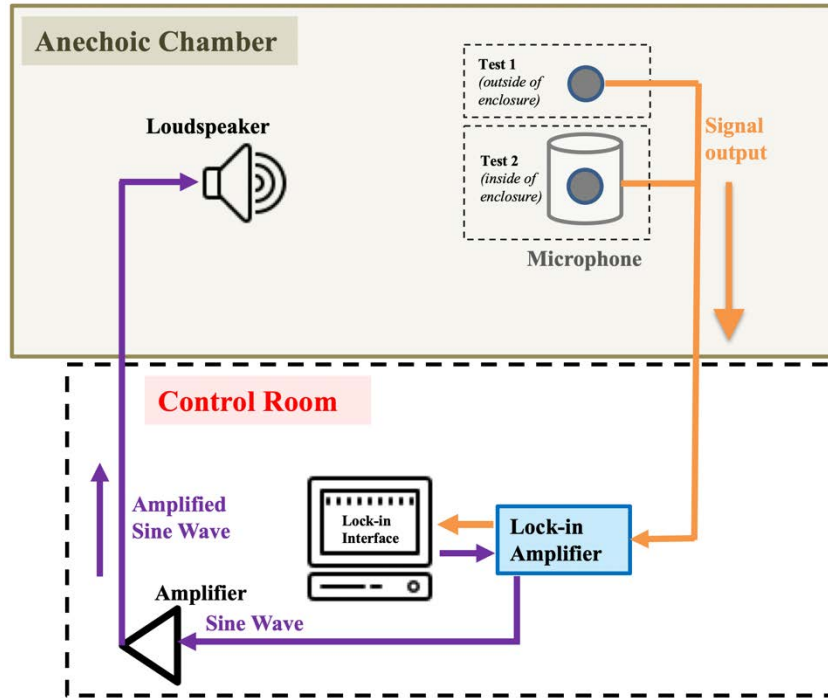 Anechoic Chamber
Loudspeaker
Test 1
(outside of
enclosure)
Test 2
(inside of
enclosure)
Microphone
Signal
output
Control Room
Amplified
Sine Wave
Lock-in
Interface
Lock-in
Amplifier
Amplifier
Sine Wave